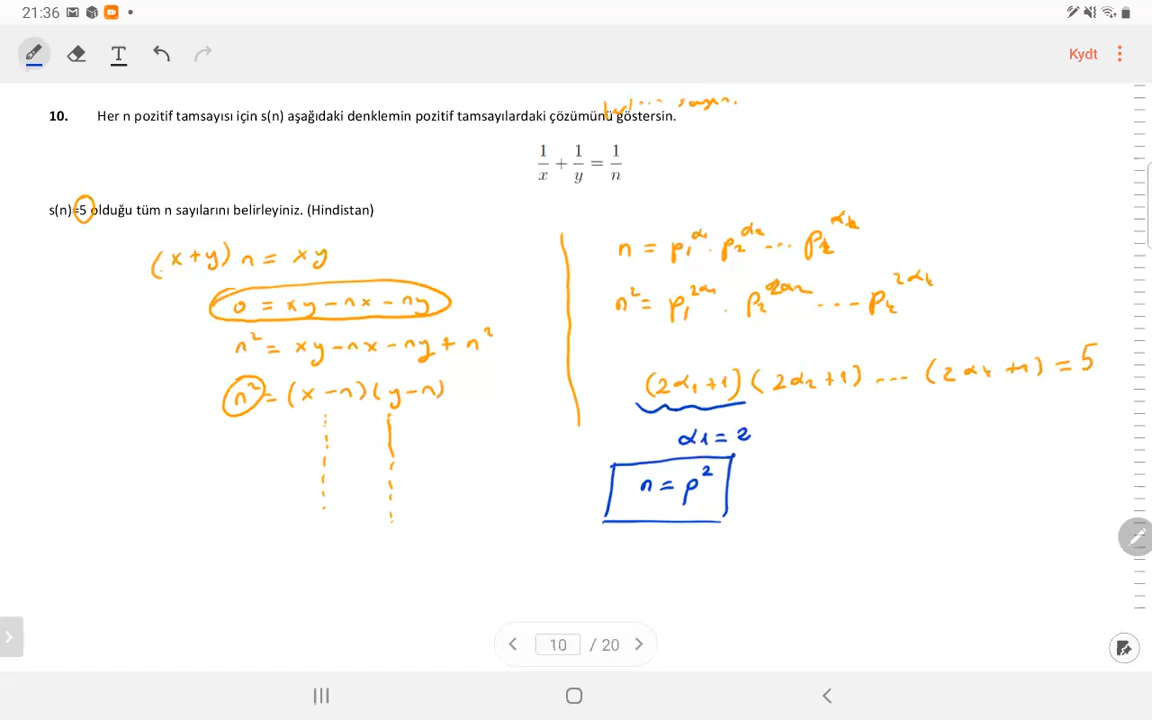 21:36
Kydt
sayısın.
10. Her n pozitif tamsayısı için s(n) aşağıdaki denklemin pozitif tamsayılardaki çözümünü göstersin.
1/x + 1/y = 1/n
s(n)=5 olduğu tüm n sayılarını belirleyiniz. (Hindistan)
(x+y) n = xy
0 = xy - nx - ny
n² = xy - nx - ny + n²
n² = (x-n)(y-n)
n = p₁^α₁ · p₂^α₂ ... pₖ^αₖ
n² = p₁^2α₁ · p₂^2α₂ ... pₖ^2αₖ
(2α₁+1)(2α₂+1) ... (2αₖ+1) = 5
α₁ = 2
n = p²
10 / 20